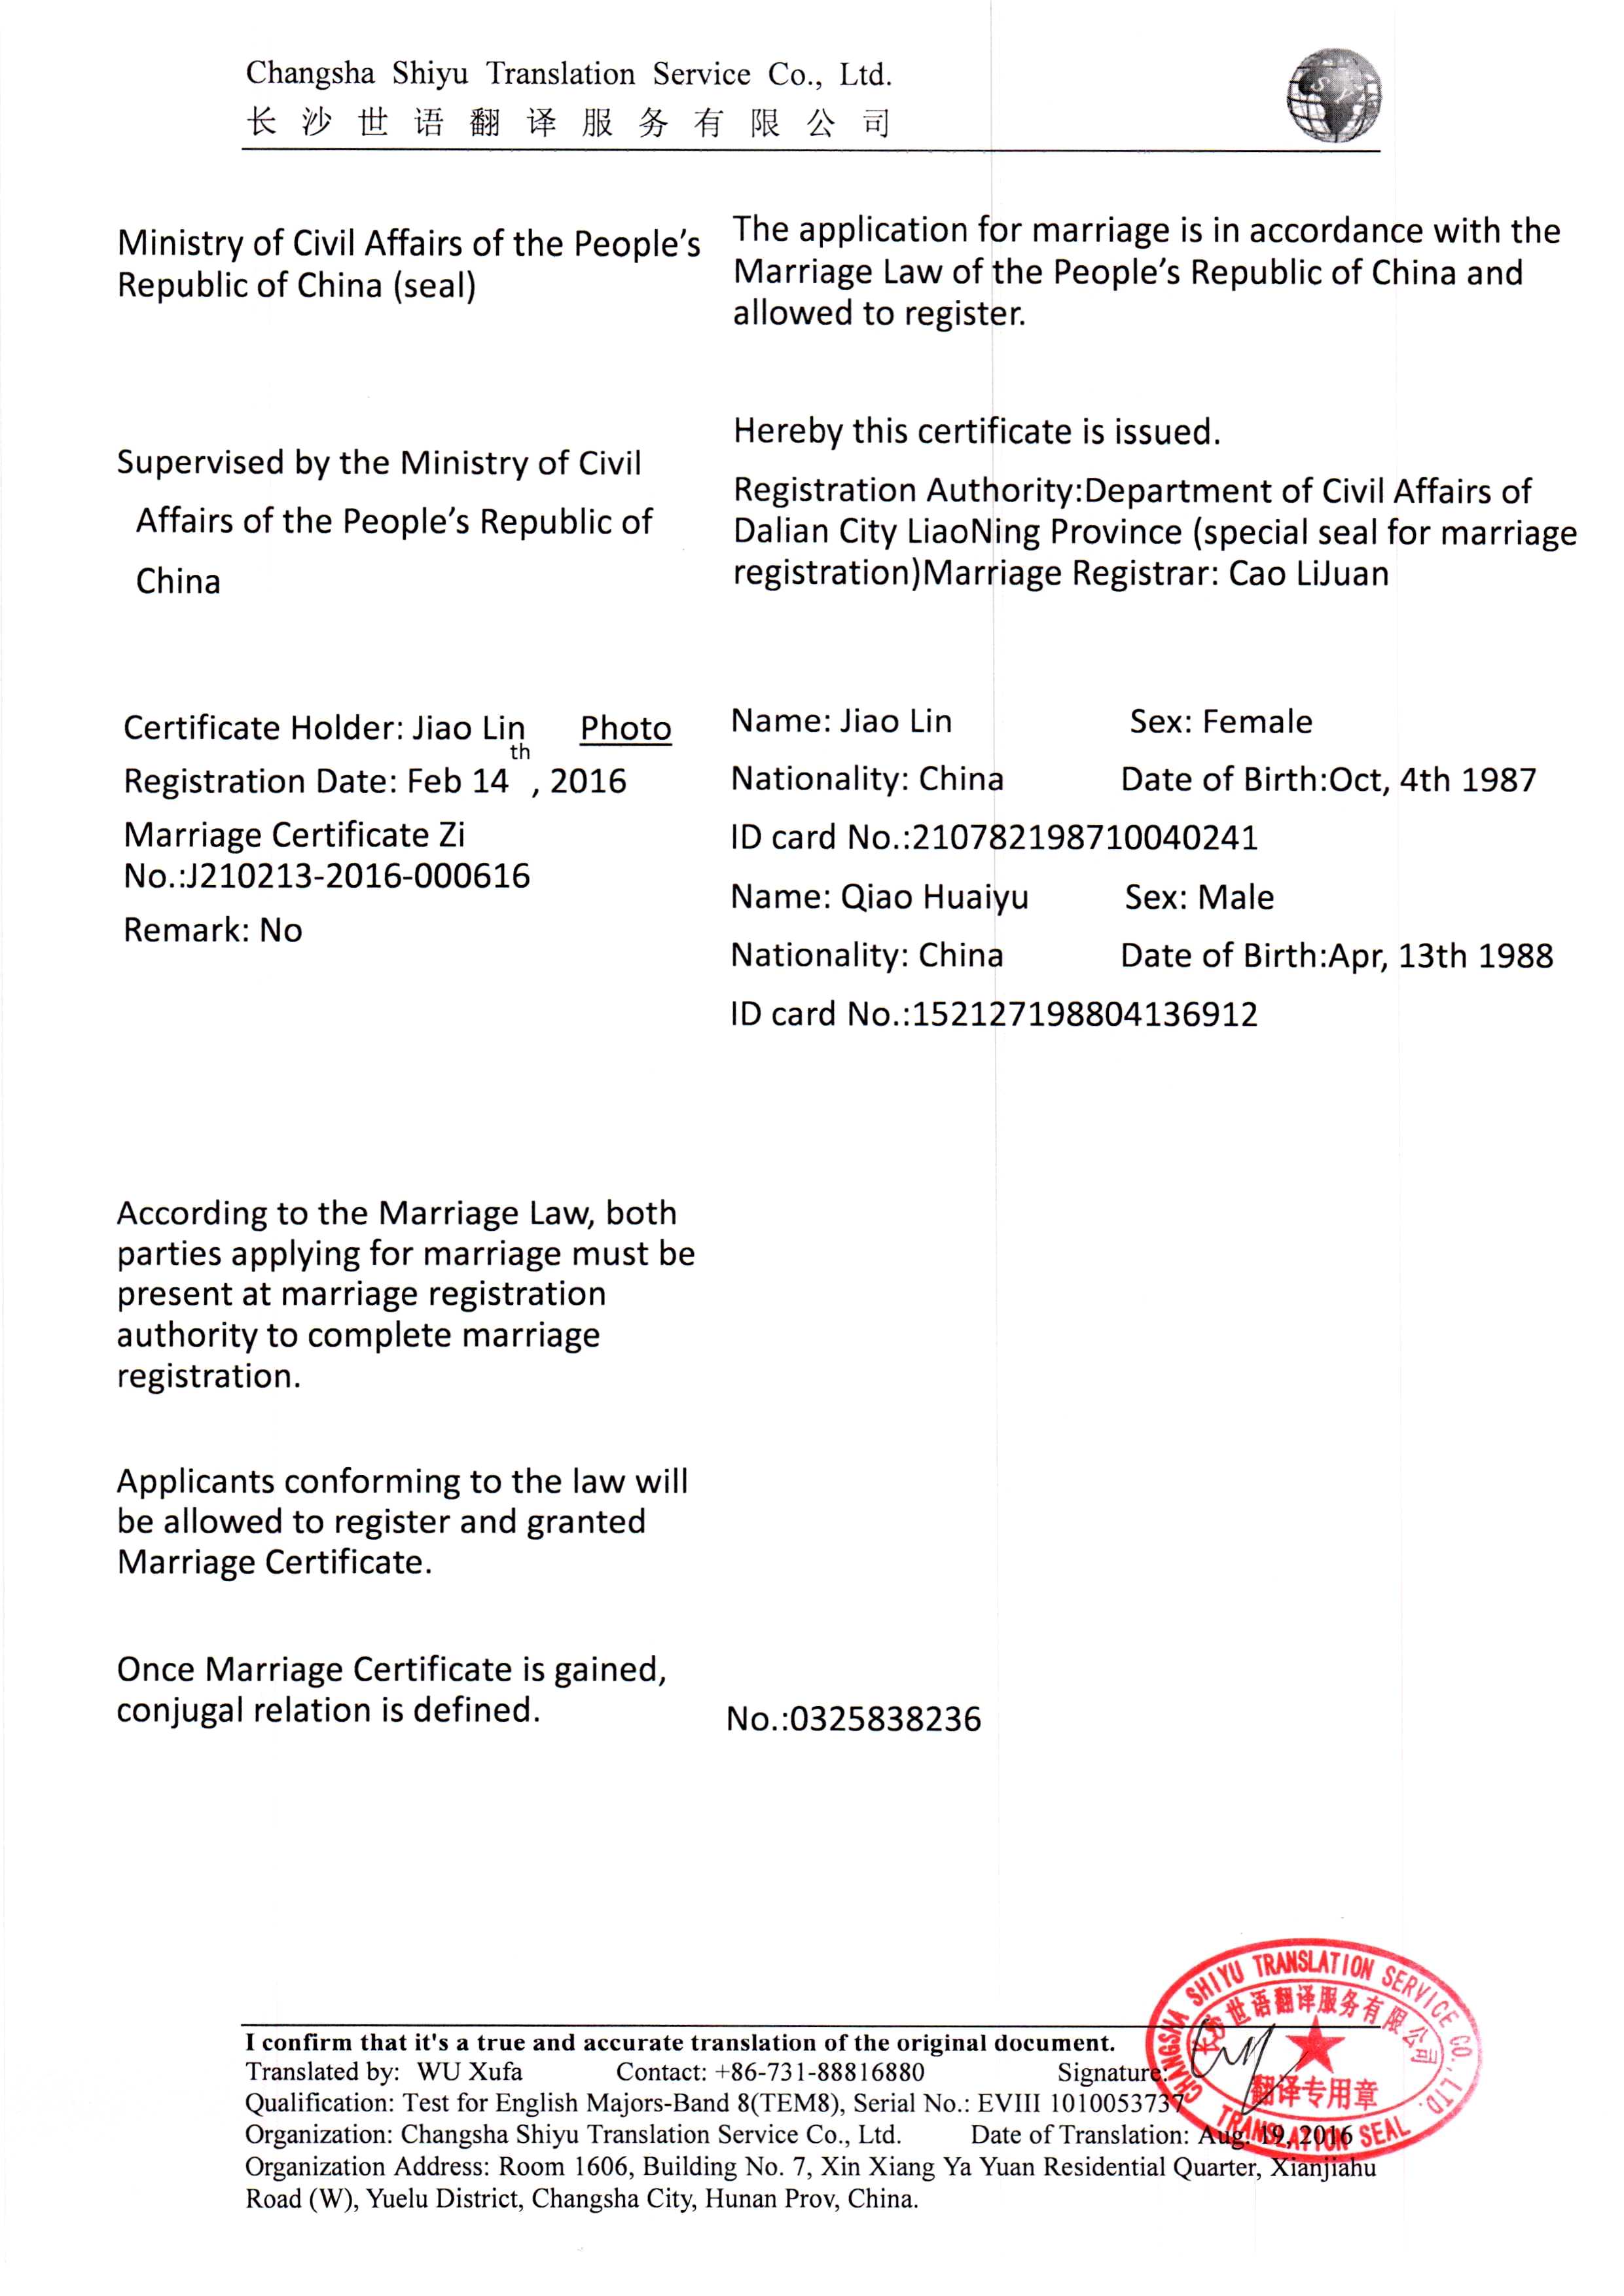 Changsha Shiyu Translation Service Co., Ltd.
长沙世语翻译服务有限公司
SY
Ministry of Civil Affairs of the People's
Republic of China (seal)
The application for marriage is in accordance with the
Marriage Law of the People's Republic of China and
allowed to register.
Supervised by the Ministry of Civil
Affairs of the People's Republic of
China
Hereby this certificate is issued.
Registration Authority:Department of Civil Affairs of
Dalian City LiaoNing Province (special seal for marriage
registration)Marriage Registrar: Cao LiJuan
Certificate Holder: Jiao Lin Photo
Registration Date: Feb 14th, 2016
Marriage Certificate Zi
No.:J210213-2016-000616
Remark: No
Name: Jiao Lin Sex: Female
Nationality: China Date of Birth:Oct, 4th 1987
ID card No.:210782198710040241
Name: Qiao Huaiyu Sex: Male
Nationality: China Date of Birth:Apr, 13th 1988
ID card No.:152127198804136912
According to the Marriage Law, both
parties applying for marriage must be
present at marriage registration
authority to complete marriage
registration.
Applicants conforming to the law will
be allowed to register and granted
Marriage Certificate.
Once Marriage Certificate is gained,
conjugal relation is defined.
No.:0325838236
I confirm that it's a true and accurate translation of the original document.
Translated by: WU Xufa Contact: +86-731-88816880 Signature:
Qualification: Test for English Majors-Band 8(TEM8), Serial No.: EVIII 1010053737
Organization: Changsha Shiyu Translation Service Co., Ltd. Date of Translation: Aug. 19, 2016
Organization Address: Room 1606, Building No. 7, Xin Xiang Ya Yuan Residential Quarter, Xianjiahu
Road (W), Yuelu District, Changsha City, Hunan Prov, China.
CHANGSHA SHIYU TRANSLATION SERVICE CO.,LTD.
长沙世语翻译服务有限公司
翻译专用章
TRANSLATION SEAL